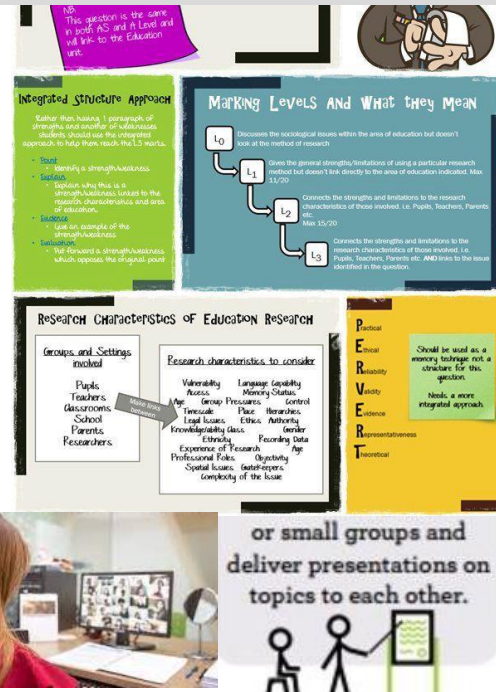 NB:
This question is the same
in both AS and A Level and
will link to the Education
unit.
Integrated Structure Approach
Rather then having 1 paragraph of
strengths and another of weaknesses
students should use the integrated
approach to help them reach the L3 marks.
• Point
• Identify a strength/weakness
• Explain
• Explain why this is a
strength/weakness linked to the
research characteristics and area
of education.
• Evidence
• Give an example of the
strength/weakness
• Evaluation
• Put forward a strength/weakness
which opposes the original point
Marking Levels And What they Mean
L0 Discusses the sociological issues within the area of education but doesn't
look at the method of research
L1 Gives the general strengths/limitations of using a particular research
method but doesn't link directly to the area of education indicated. Max
11/20
L2 Connects the strengths and limitations to the research
characteristics of those involved. i.e. Pupils, Teachers, Parents
etc.
Max 15/20
L3 Connects the strengths and limitations to the research
characteristics of those involved. i.e.
Pupils, Teachers, Parents etc. AND links to the issue
identified in the question.
Research Characteristics of Education Research
Groups and Settings
involved
Pupils
Teachers
Classrooms
School
Parents
Researchers
Make links
between
Research characteristics to consider
Vulnerability Language Capability
Access Memory Status
Age Group Pressures Control
Timescale Place Hierarchies
Legal Issues Ethics Authority
Knowledgeability Class Gender
Ethnicity Recording Data
Experience of Research Age
Professional Roles Objectivity
Spatial Issues Gatekeepers
Complexity of the Issue
Practical
Ethical
Reliability
Validity
Evidence
Representativeness
Theoretical
Should be used as a
memory technique not a
structure for this
question.
Needs a more
integrated approach.
or small groups and
deliver presentations on
topics to each other.